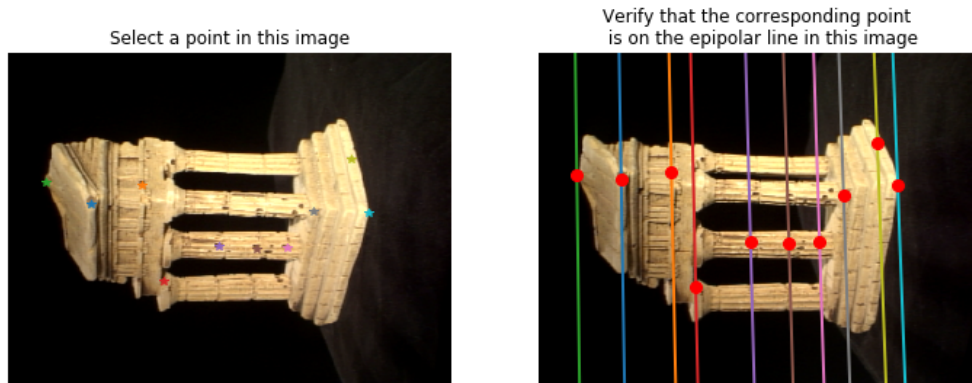 Select a point in this image
Verify that the corresponding point
is on the epipolar line in this image